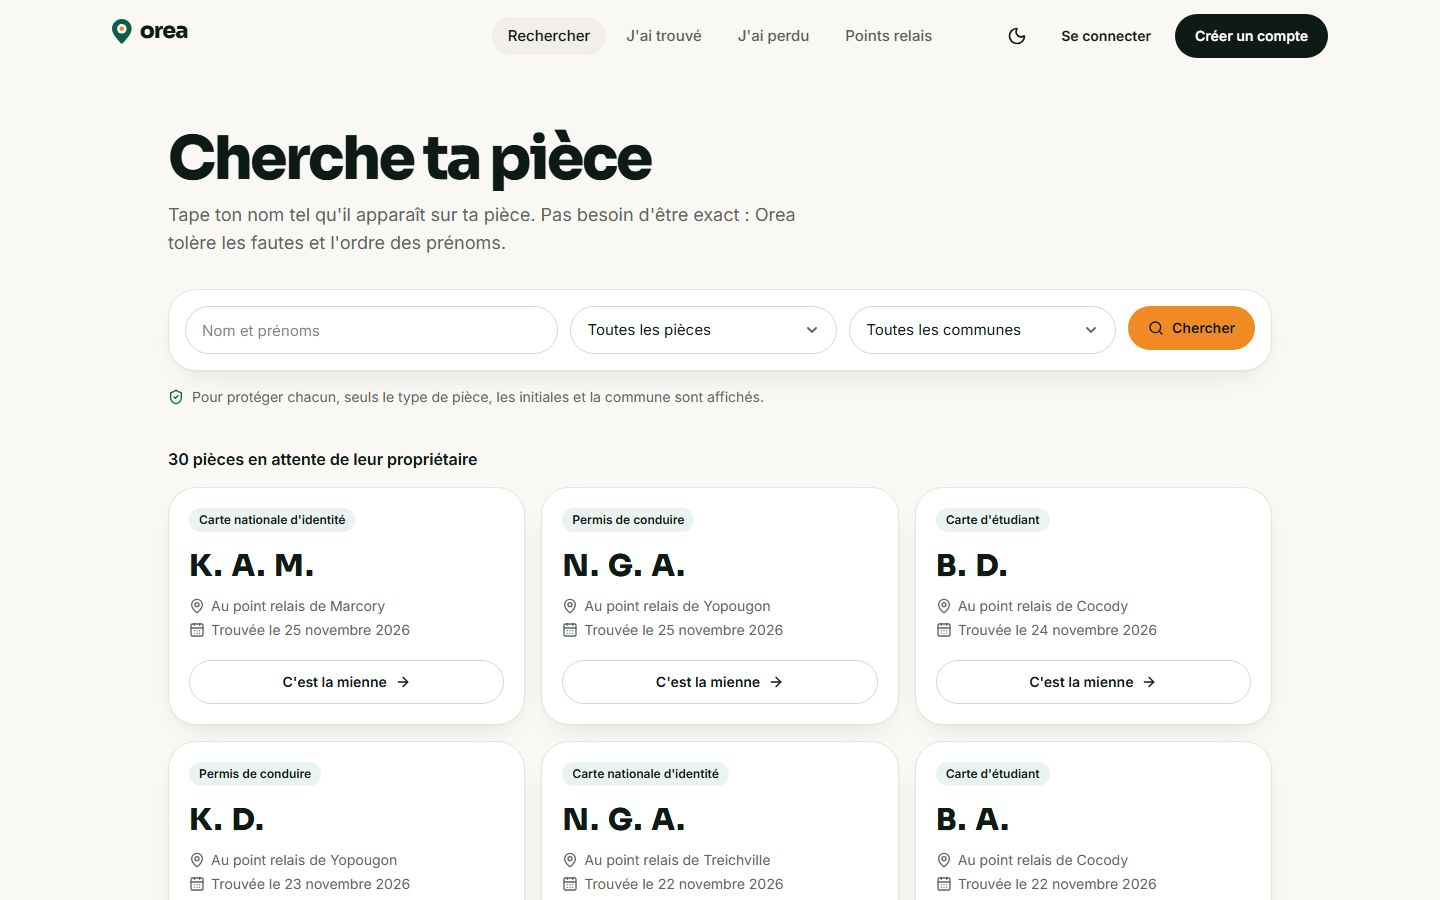 orea
Rechercher
J'ai trouvé
J'ai perdu
Points relais
Se connecter
Créer un compte
Cherche ta pièce
Tape ton nom tel qu'il apparaît sur ta pièce. Pas besoin d'être exact : Orea
tolère les fautes et l'ordre des prénoms.
Nom et prénoms
Toutes les pièces
Toutes les communes
Chercher
Pour protéger chacun, seuls le type de pièce, les initiales et la commune sont affichés.
30 pièces en attente de leur propriétaire
Carte nationale d'identité
K. A. M.
Au point relais de Marcory
Trouvée le 25 novembre 2026
C'est la mienne
Permis de conduire
N. G. A.
Au point relais de Yopougon
Trouvée le 25 novembre 2026
C'est la mienne
Carte d'étudiant
B. D.
Au point relais de Cocody
Trouvée le 24 novembre 2026
C'est la mienne
Permis de conduire
K. D.
Au point relais de Yopougon
Trouvée le 23 novembre 2026
Carte nationale d'identité
N. G. A.
Au point relais de Treichville
Trouvée le 22 novembre 2026
Carte d'étudiant
B. A.
Au point relais de Cocody
Trouvée le 22 novembre 2026